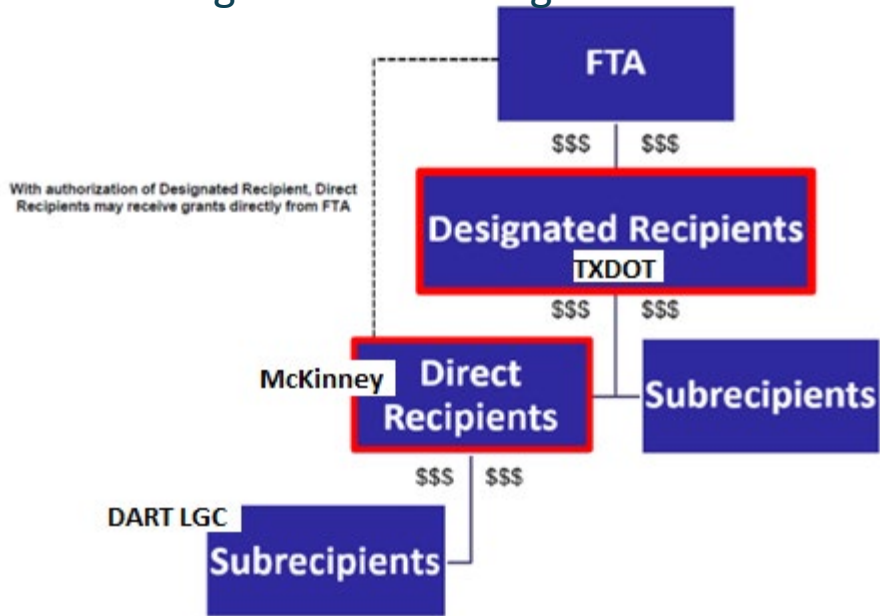 FTA
$$$ $$$
With authorization of Designated Recipient, Direct
Recipients may receive grants directly from FTA
Designated Recipients
TXDOT
$$$ $$$
McKinney
Direct
Recipients
Subrecipients
$$$ $$$
DART LGC
Subrecipients